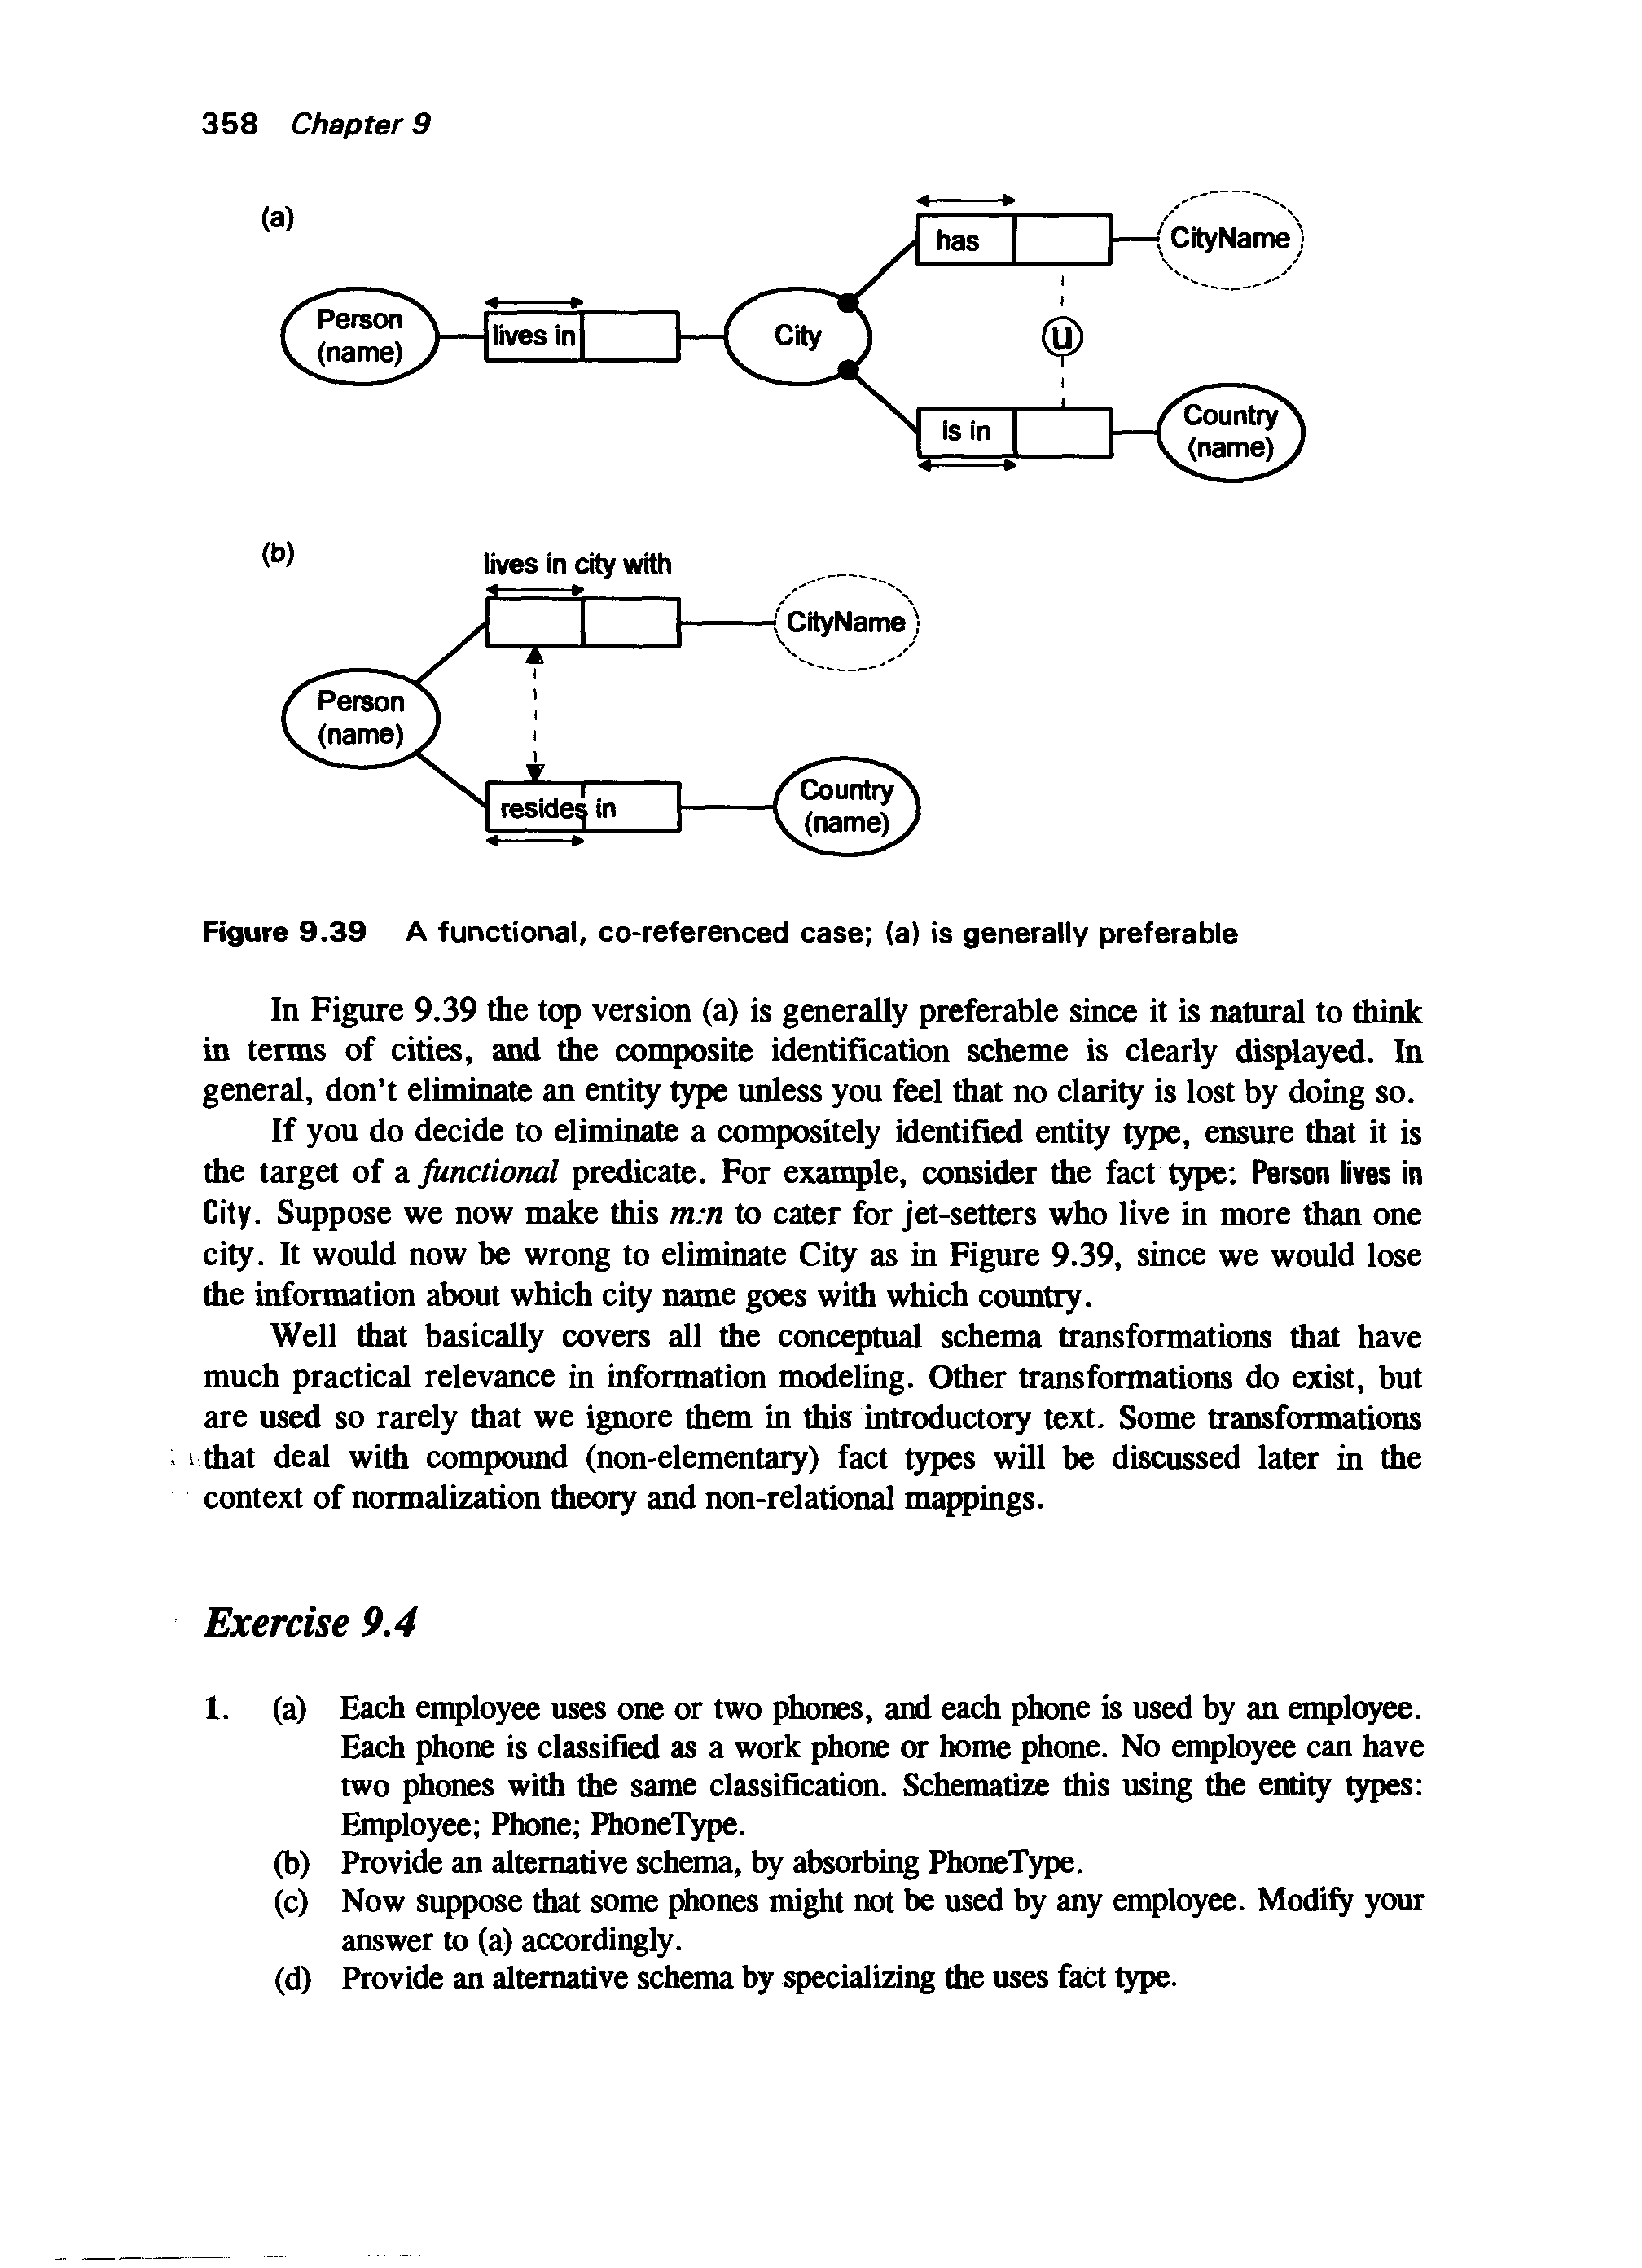 358 Chapter 9
(a)
has
CityName
Person
(name)
lives in
City
U
is in
Country
(name)
(b)
lives in city with
CityName
Person
(name)
resides in
Country
(name)
Figure 9.39 A functional, co-referenced case; (a) is generally preferable
In Figure 9.39 the top version (a) is generally preferable since it is natural to think
in terms of cities, and the composite identification scheme is clearly displayed. In
general, don't eliminate an entity type unless you feel that no clarity is lost by doing so.
If you do decide to eliminate a compositely identified entity type, ensure that it is
the target of a functional predicate. For example, consider the fact type: Person lives in
City. Suppose we now make this m:n to cater for jet-setters who live in more than one
city. It would now be wrong to eliminate City as in Figure 9.39, since we would lose
the information about which city name goes with which country.
Well that basically covers all the conceptual schema transformations that have
much practical relevance in information modeling. Other transformations do exist, but
are used so rarely that we ignore them in this introductory text. Some transformations
that deal with compound (non-elementary) fact types will be discussed later in the
context of normalization theory and non-relational mappings.
Exercise 9.4
1. (a) Each employee uses one or two phones, and each phone is used by an employee.
Each phone is classified as a work phone or home phone. No employee can have
two phones with the same classification. Schematize this using the entity types:
Employee; Phone; PhoneType.
(b) Provide an alternative schema, by absorbing PhoneType.
(c) Now suppose that some phones might not be used by any employee. Modify your
answer to (a) accordingly.
(d) Provide an alternative schema by specializing the uses fact type.